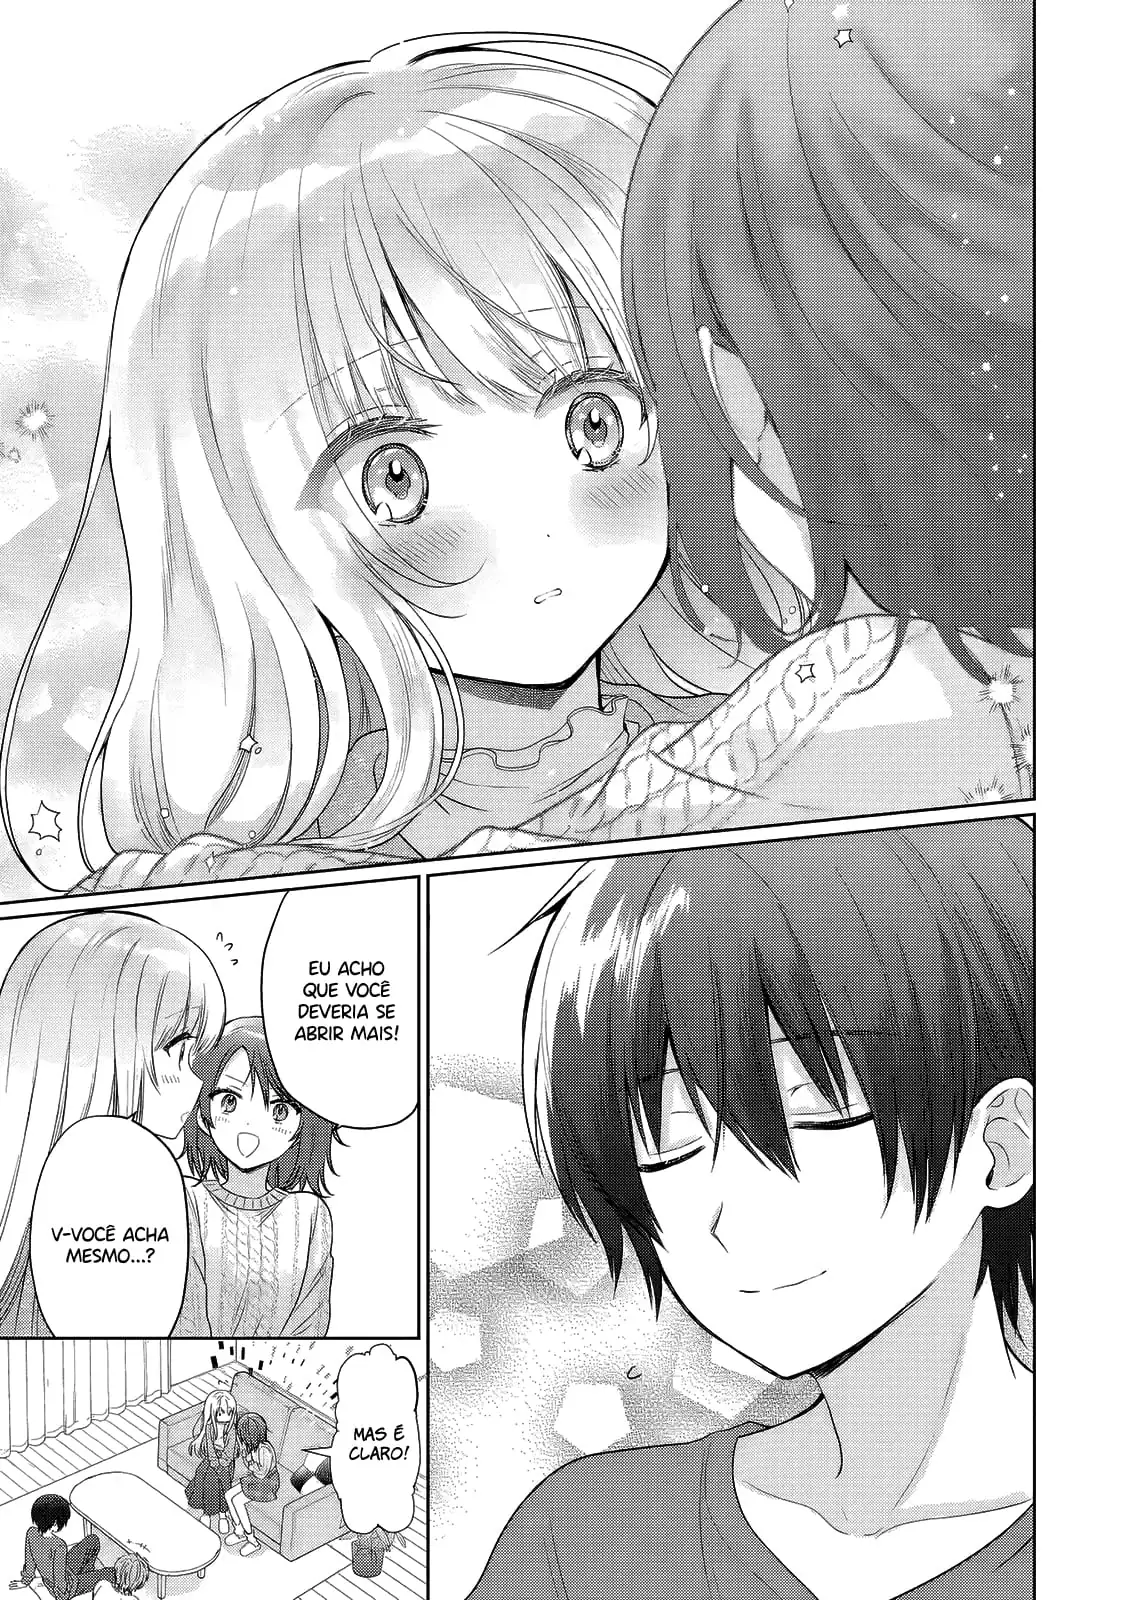 EU ACHO
QUE VOCÊ
DEVERIA SE
ABRIR MAIS!
V-VOCÊ ACHA
MESMO...?
MAS É
CLARO!